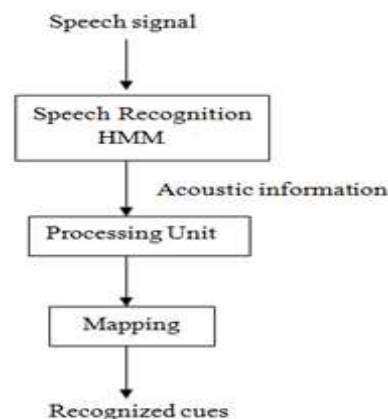 Speech signal
Speech Recognition
HMM
Acoustic information
Processing Unit
Mapping
Recognized cues